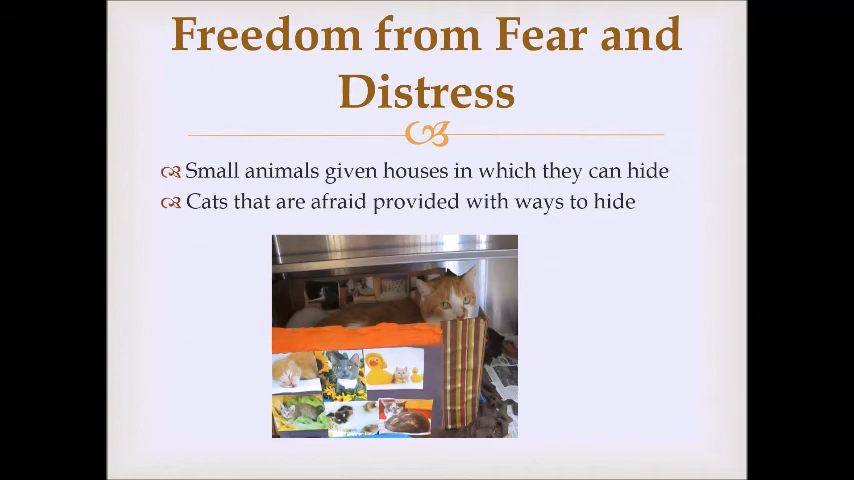 Freedom from Fear and
Distress
Small animals given houses in which they can hide
Cats that are afraid provided with ways to hide